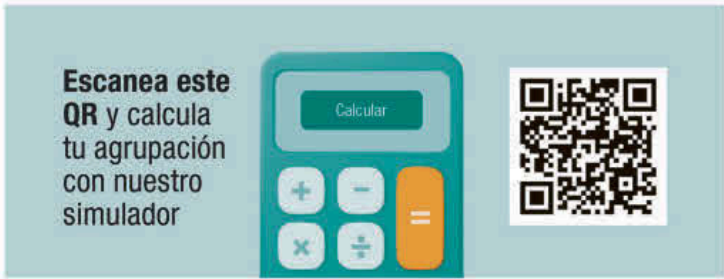 Escanea este
QR y calcula
tu agrupación
con nuestro
simulador
Calcular
+ −
=
× ÷